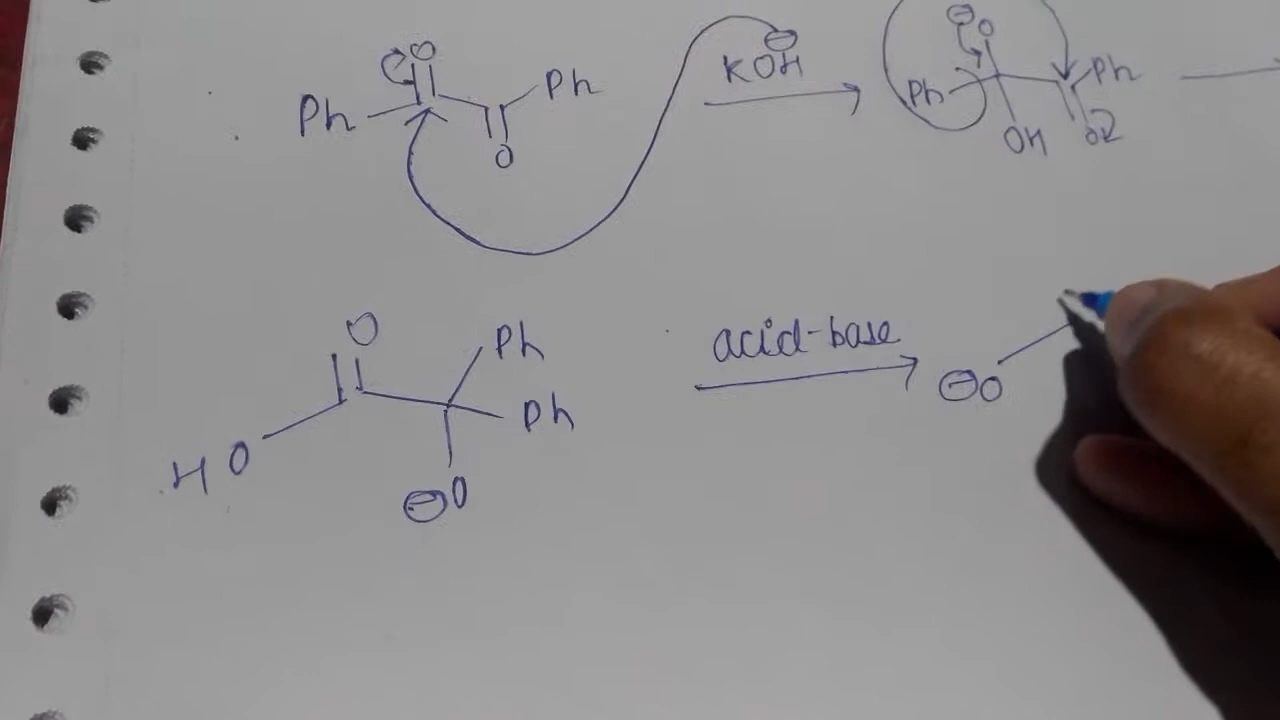 O
Ph Ph
O
KOH
⊖
⊖ O
Ph Ph
OH O
O
Ph
Ph
HO
⊖O
acid-base
⊖O